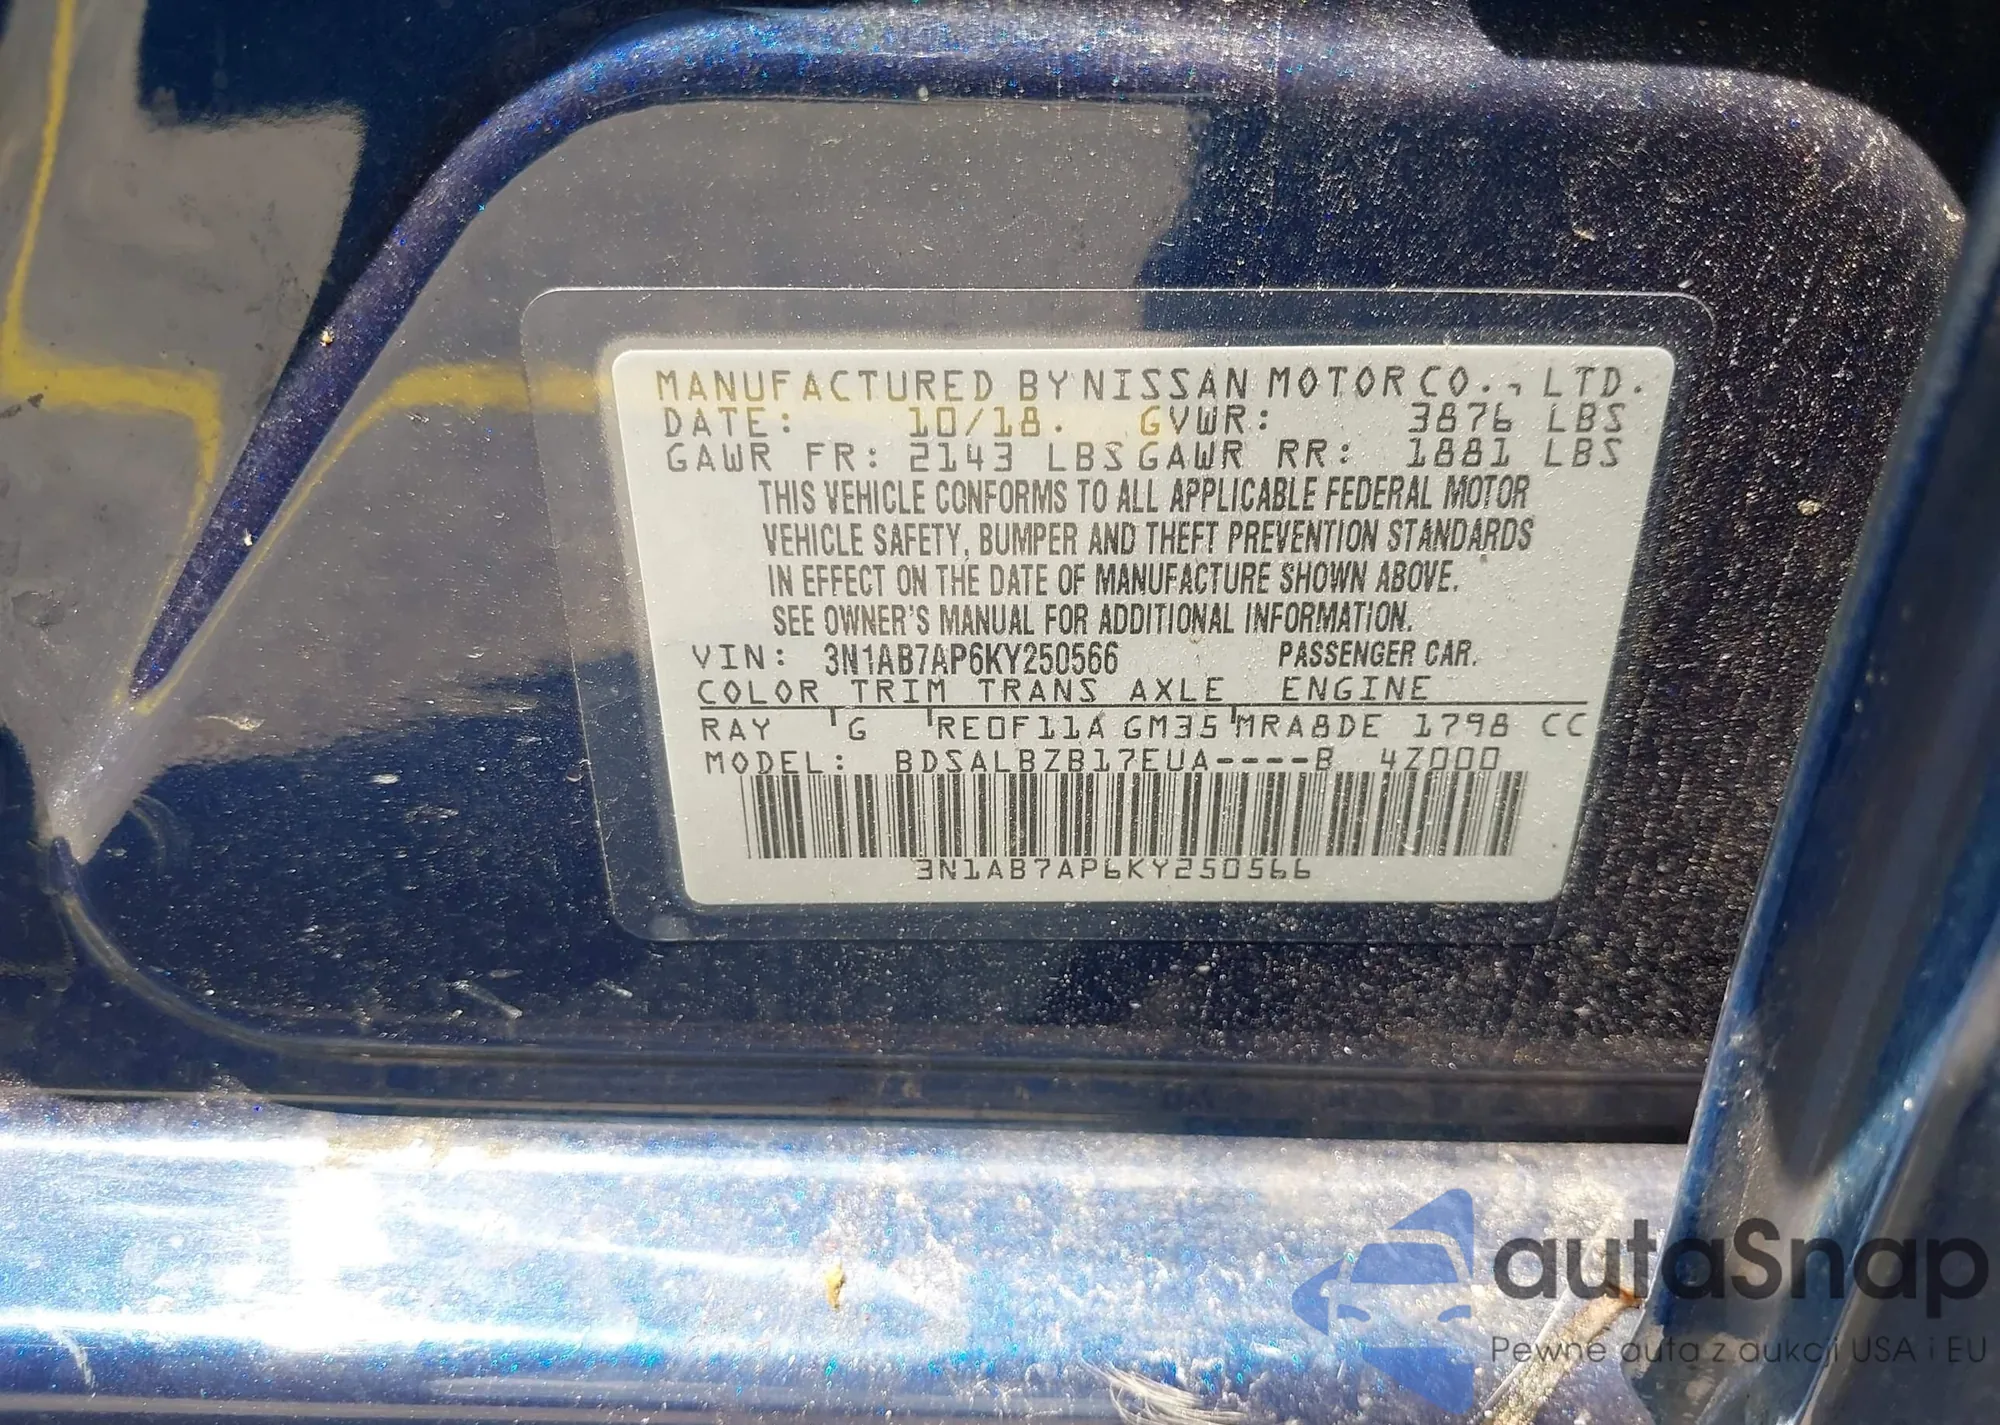 MANUFACTURED BY NISSAN MOTOR CO., LTD.
DATE: 10/18. GVWR: 3876 LBS
GAWR FR: 2143 LBS GAWR RR: 1881 LBS
THIS VEHICLE CONFORMS TO ALL APPLICABLE FEDERAL MOTOR
VEHICLE SAFETY, BUMPER AND THEFT PREVENTION STANDARDS
IN EFFECT ON THE DATE OF MANUFACTURE SHOWN ABOVE.
SEE OWNER'S MANUAL FOR ADDITIONAL INFORMATION.
VIN: 3N1AB7AP6KY250566 PASSENGER CAR.
COLOR TRIM TRANS AXLE ENGINE
RAY G RE0F11A GM35 MRA8DE 1798 CC
MODEL: BDSALBZB17EUA----B 4Z000
3N1AB7AP6KY250566
autaSnap
Pewne auta z aukcji USA i EU